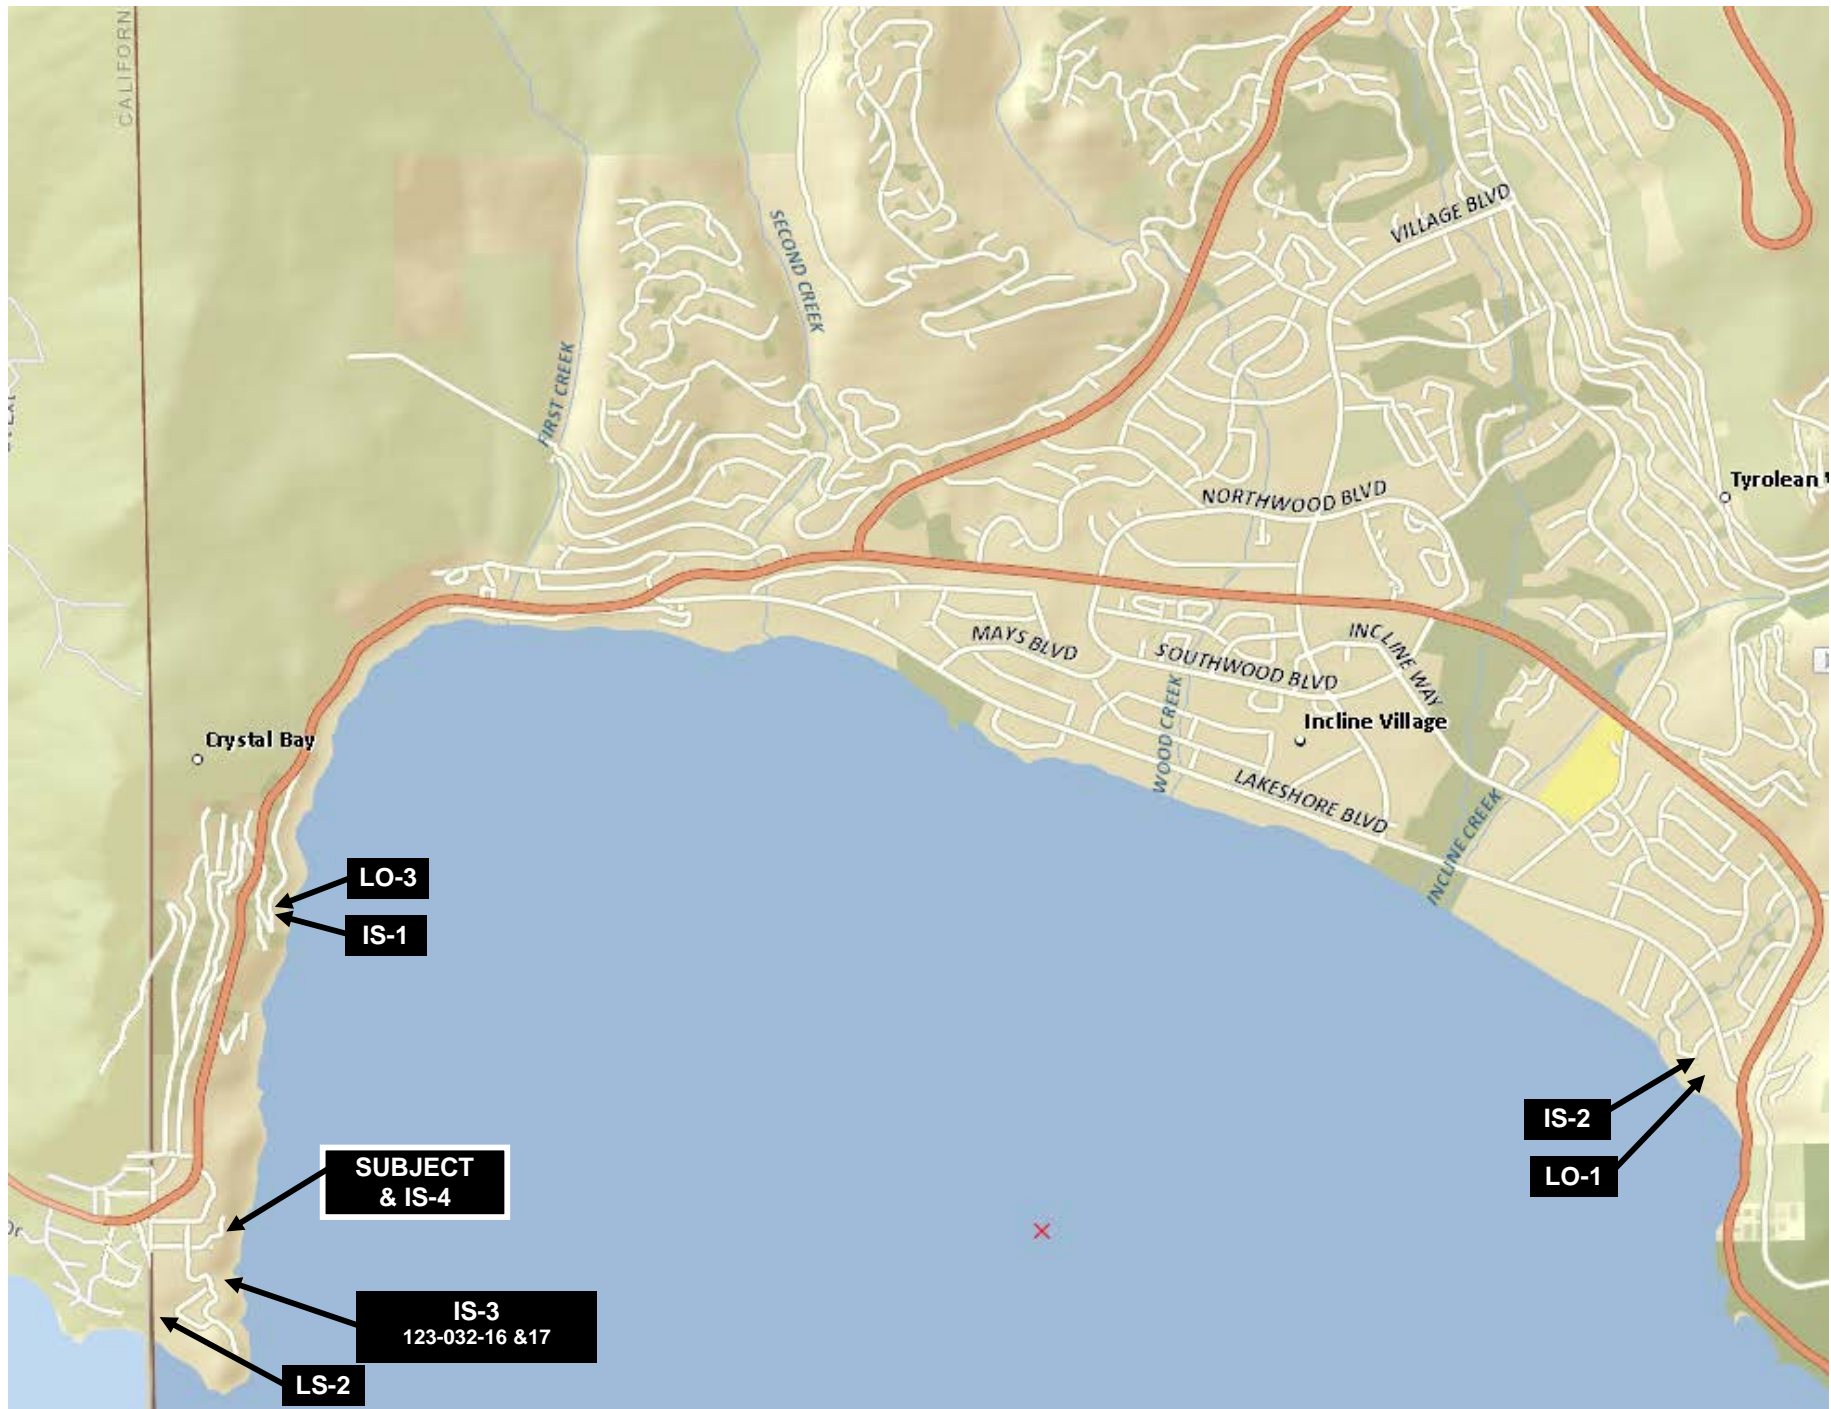 CALIFORN
VILLAGE BLVD
SECOND CREEK
FIRST CREEK
Tyrolean
NORTHWOOD BLVD
MAYS BLVD
SOUTHWOOD BLVD
INCLINE WAY
WOOD CREEK
Incline Village
Crystal Bay
LAKESHORE BLVD
INCLINE CREEK
LO-3
IS-1
IS-2
LO-1
SUBJECT
& IS-4
Dr
IS-3
123-032-16 &17
LS-2